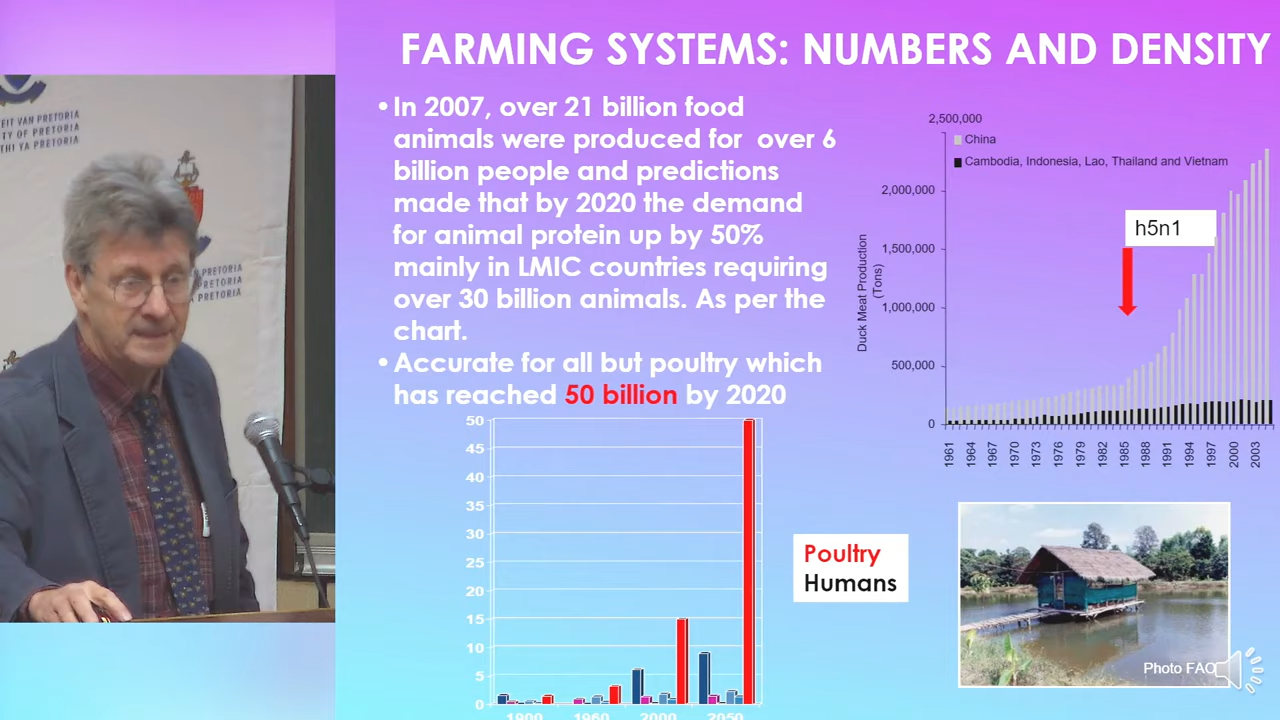 FARMING SYSTEMS: NUMBERS AND DENSITY
EIT VAN PRETORIA
TY OF PRETORIA
THI YA PRETORIA
PRETORIA
PRETORIA
A PRETORIA
• In 2007, over 21 billion food
animals were produced for over 6
billion people and predictions
made that by 2020 the demand
for animal protein up by 50%
mainly in LMIC countries requiring
over 30 billion animals. As per the
chart.
• Accurate for all but poultry which
has reached 50 billion by 2020
2,500,000
China
Cambodia, Indonesia, Lao, Thailand and Vietnam
2,000,000
1,500,000
1,000,000
500,000
0
Duck Meat Production
(Tons)
h5n1
1961 1964 1967 1970 1973 1976 1979 1982 1985 1988 1991 1994 1997 2000 2003
50
45
40
35
30
25
20
15
10
5
0
1900 1960 2000 2050
Poultry
Humans
Photo FAO